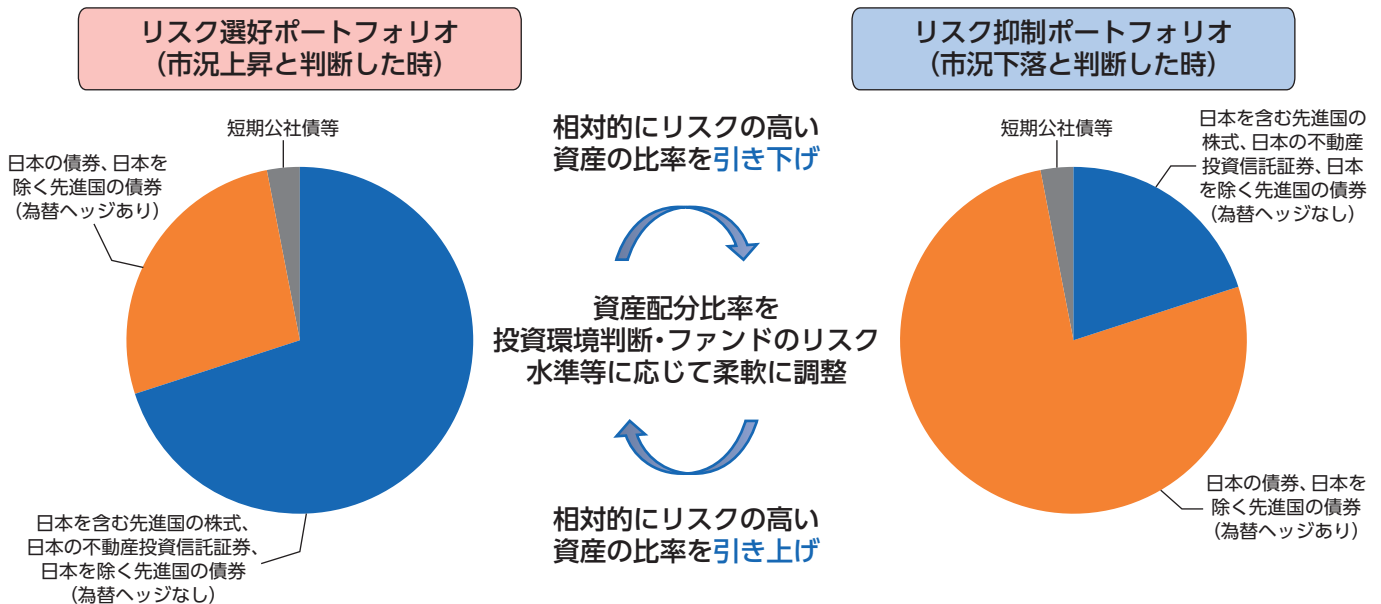 リスク選好ポートフォリオ
(市況上昇と判断した時)
短期公社債等
日本の債券、日本を
除く先進国の債券
(為替ヘッジあり)
日本を含む先進国の株式、
日本の不動産投資信託証券、
日本を除く先進国の債券
(為替ヘッジなし)
相対的にリスクの高い
資産の比率を引き下げ
資産配分比率を
投資環境判断・ファンドのリスク
水準等に応じて柔軟に調整
相対的にリスクの高い
資産の比率を引き上げ
リスク抑制ポートフォリオ
(市況下落と判断した時)
短期公社債等
日本を含む先進国の
株式、日本の不動産
投資信託証券、日本
を除く先進国の債券
(為替ヘッジなし)
日本の債券、日本を
除く先進国の債券
(為替ヘッジあり)